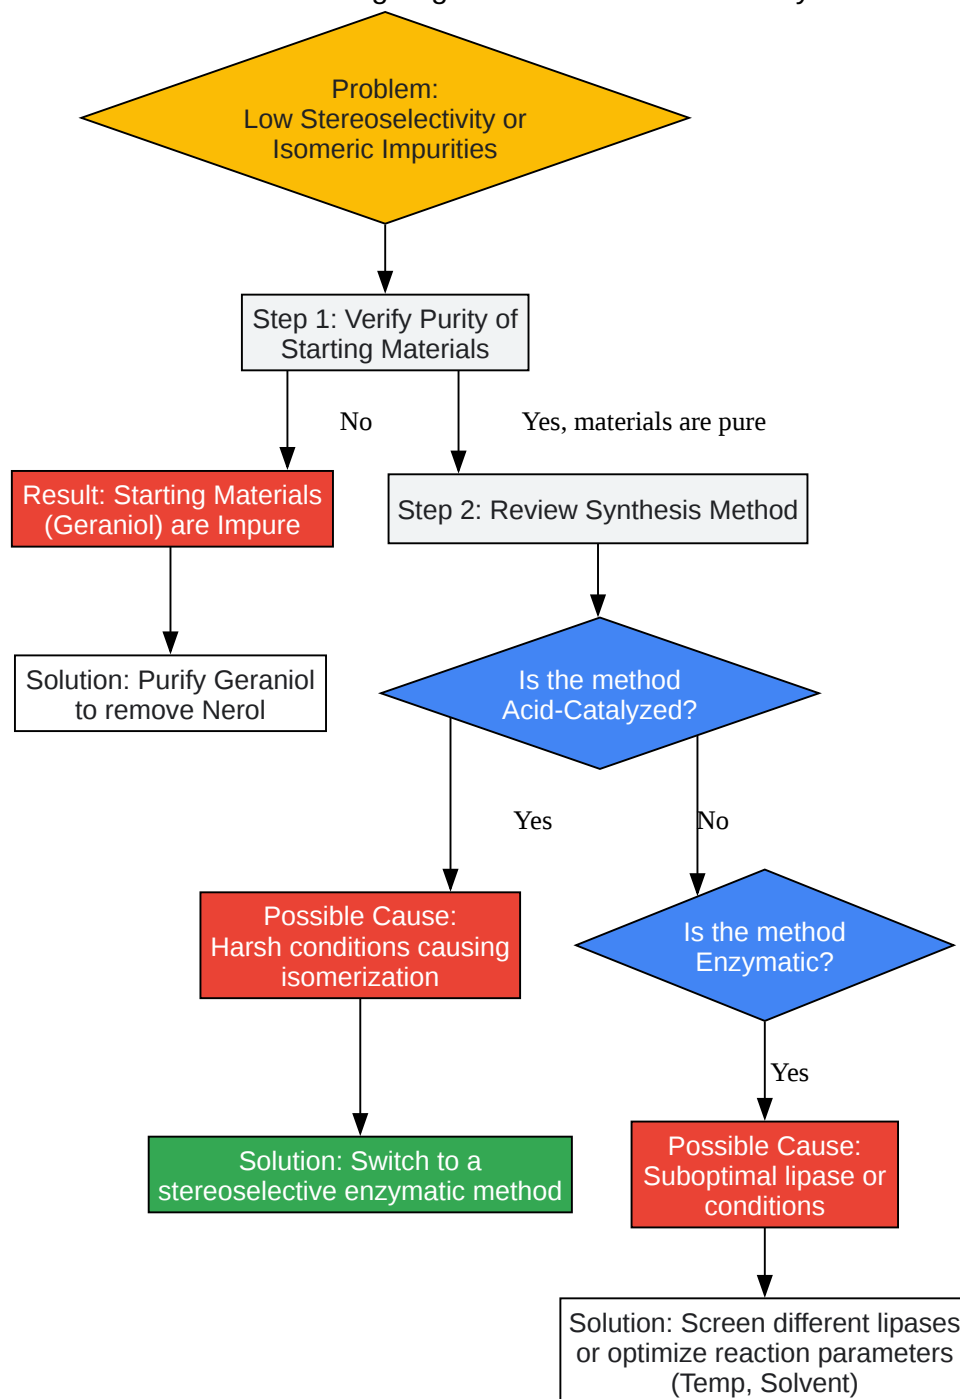 Problem:
Low Stereoselectivity or
Isomeric Impurities
Step 1: Verify Purity of
Starting Materials
No
Yes, materials are pure
Result: Starting Materials
(Geraniol) are Impure
Step 2: Review Synthesis Method
Solution: Purify Geraniol
to remove Nerol
Is the method
Acid-Catalyzed?
Yes
No
Possible Cause:
Harsh conditions causing
isomerization
Is the method
Enzymatic?
Yes
Solution: Switch to a
stereoselective enzymatic method
Possible Cause:
Suboptimal lipase or
conditions
Solution: Screen different lipases
or optimize reaction parameters
(Temp, Solvent)